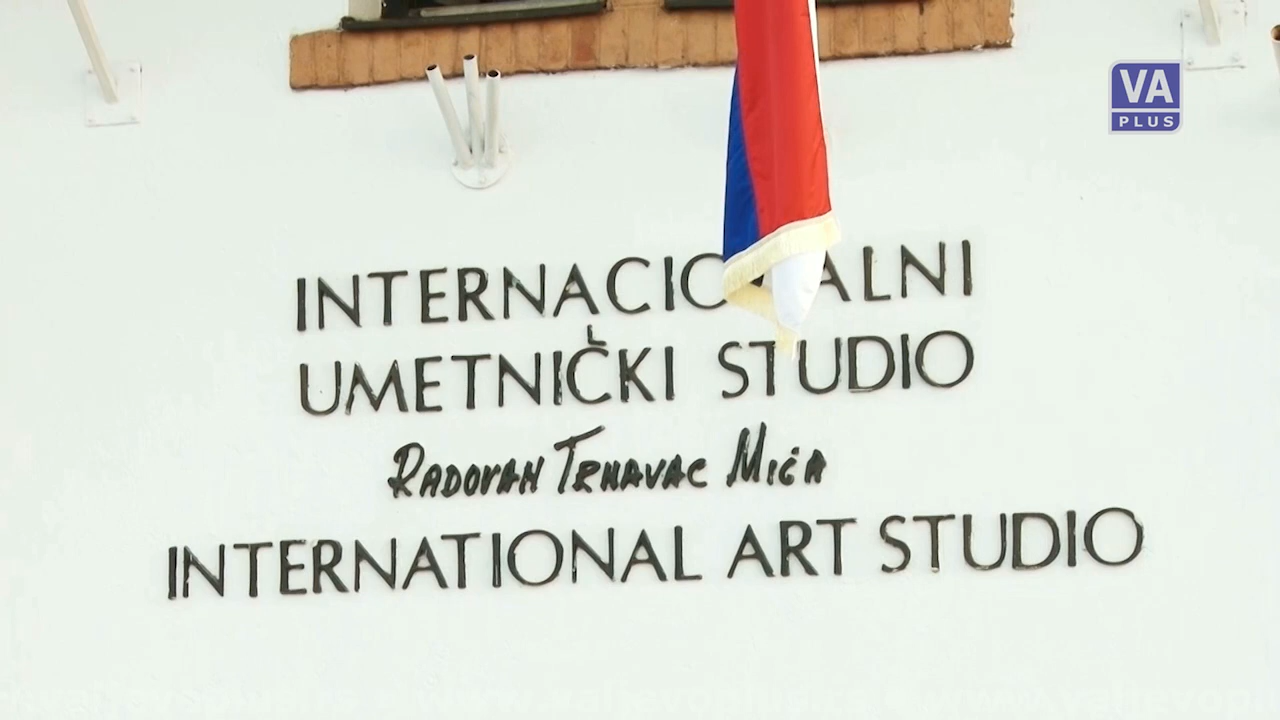 VA
PLUS
INTERNACIONALNI
UMETNIČKI STUDIO
RADOVAN TRNAVAC MIĆA
INTERNATIONAL ART STUDIO